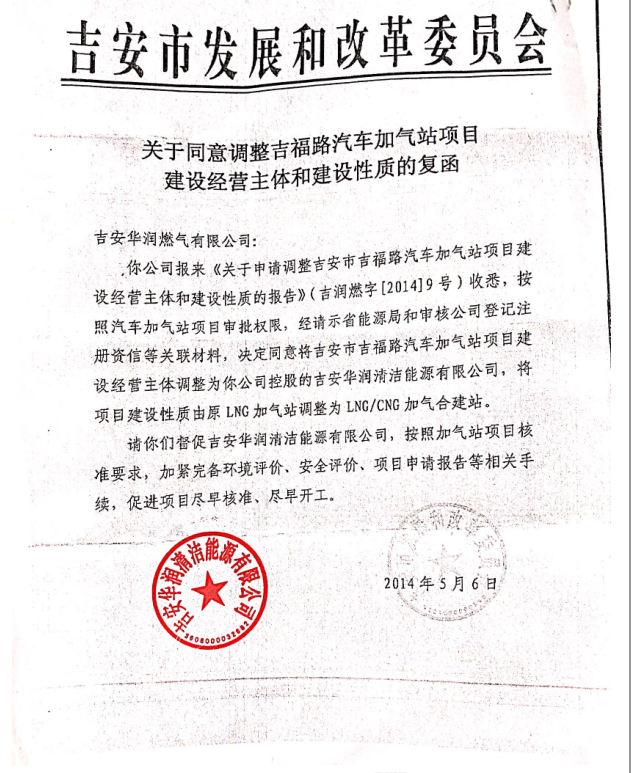 吉安市发展和改革委员会
关于同意调整吉福路汽车加气站项目
建设经营主体和建设性质的复函
吉安华润燃气有限公司：
你公司报来《关于申请调整吉安市吉福路汽车加气站项目建
设经营主体和建设性质的报告》（吉润燃字[2014]9号）收悉，按
照汽车加气站项目审批权限，经请示省能源局和审核公司登记注
册资信等关联材料，决定同意将吉安市吉福路汽车加气站项目建
设经营主体调整为你公司控股的吉安华润清洁能源有限公司，将
项目建设性质由原LNG加气站调整为LNG/CNG加气合建站。
请你们督促吉安华润清洁能源有限公司，按照加气站项目核
准要求，加紧完备环境评价、安全评价、项目申请报告等相关手
续，促进项目尽早核准、尽早开工。
吉安华润清洁能源有限公司
3608000032682
2014年5月6日